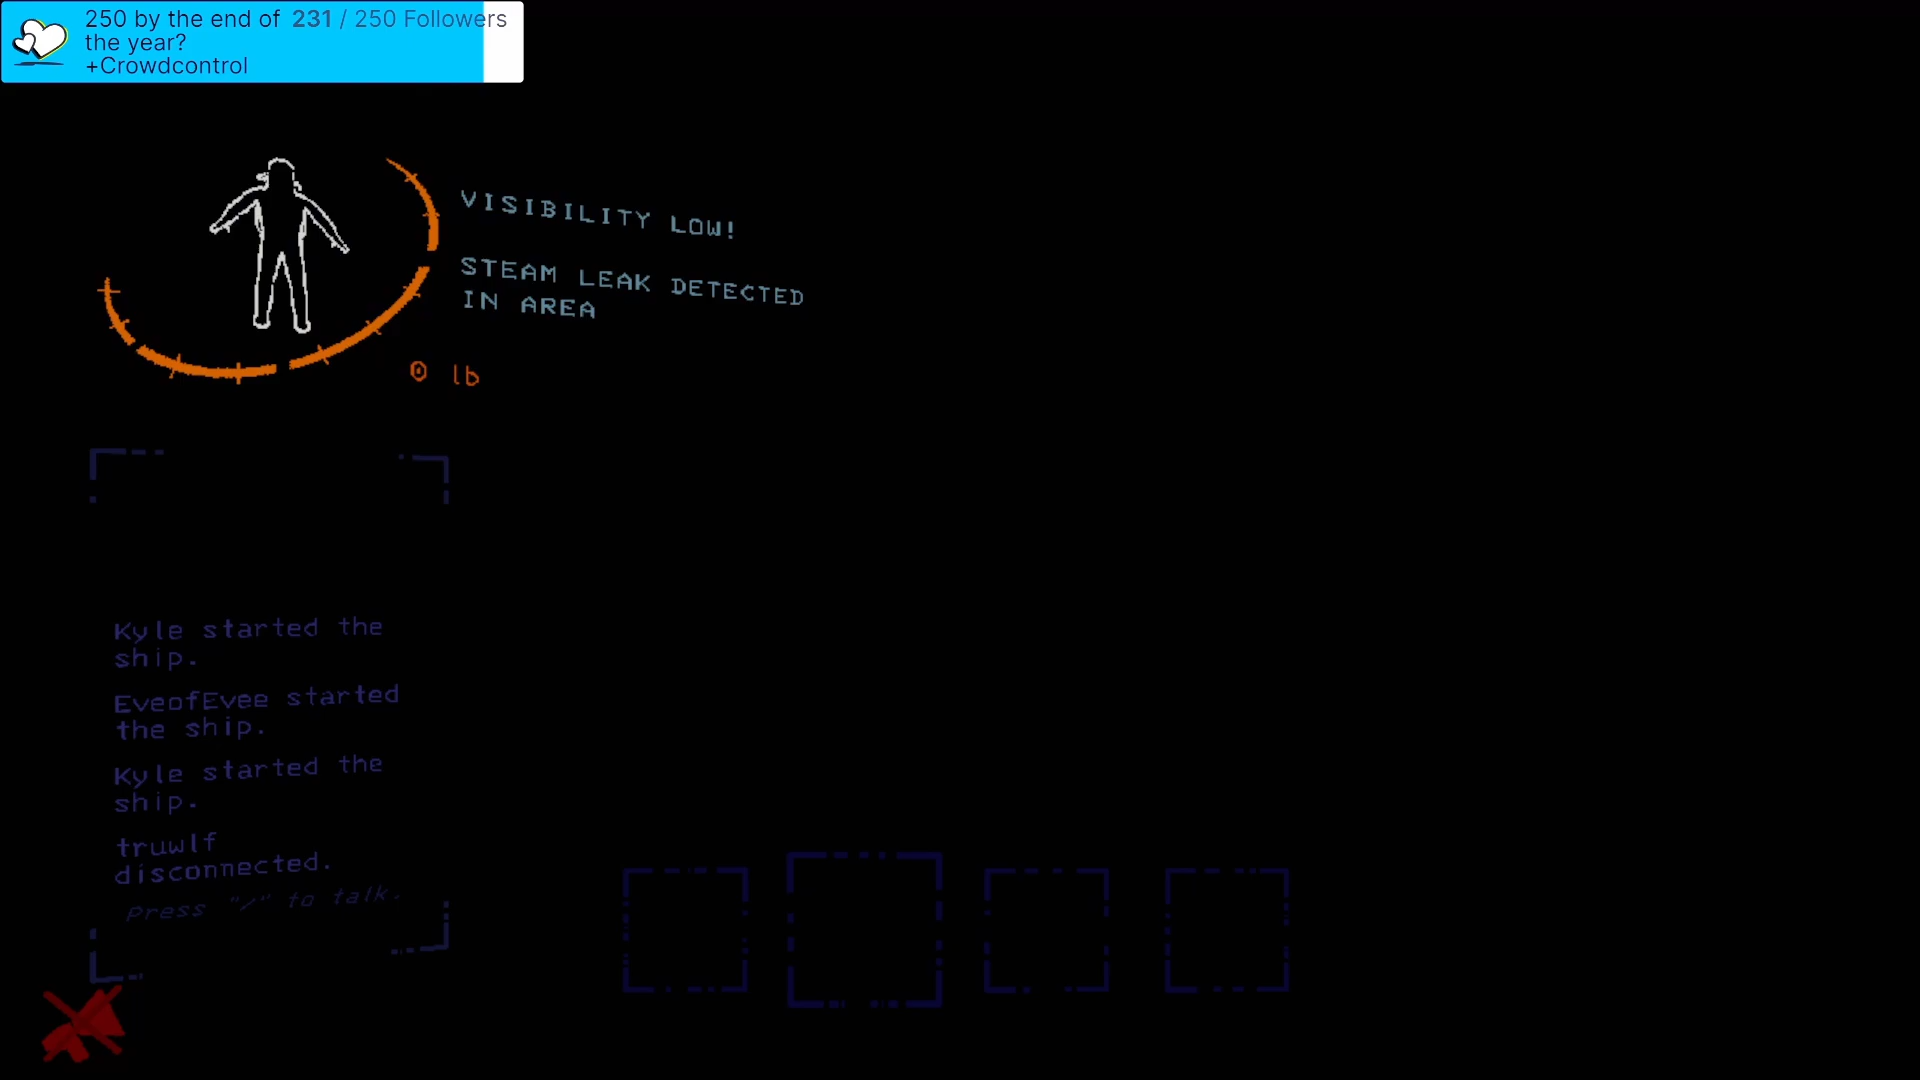 250 by the end of 231 / 250 Followers
the year?
+Crowdcontrol
VISIBILITY LOW!
STEAM LEAK DETECTED
IN AREA
0 lb
Kyle started the
ship.
EveofEvee started
the ship.
Kyle started the
ship.
truwlf
disconnected.
Press "/" to talk.